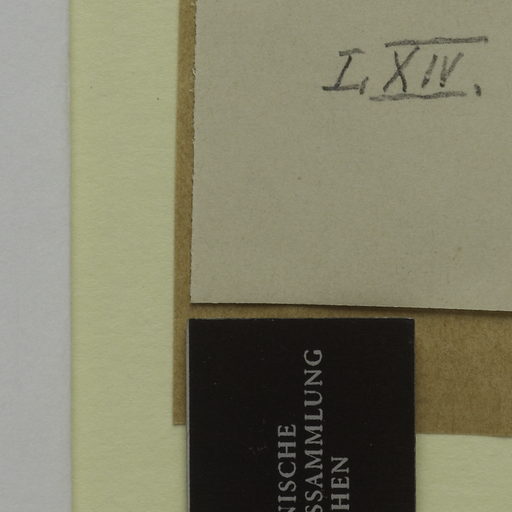 I, XIV.
NISCHE
SSAMMLUNG
HEN